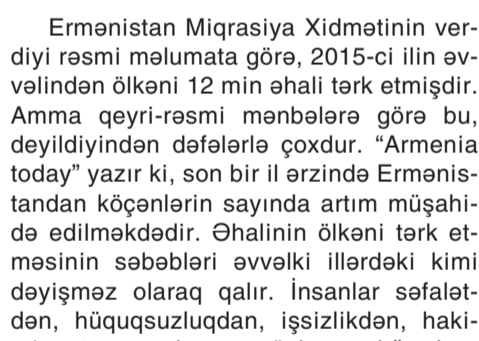 Ermənistan Miqrasiya Xidmətinin ver-
diyi rəsmi məlumata görə, 2015-ci ilin əv-
vəlindən ölkəni 12 min əhali tərk etmişdir.
Amma qeyri-rəsmi mənbələrə görə bu,
deyildiyindən dəfələrlə çoxdur. “Armenia
today” yazır ki, son bir il ərzində Ermənis-
tandan köçənlərin sayında artım müşahi-
də edilməkdədir. Əhalinin ölkəni tərk et-
məsinin səbəbləri əvvəlki illərdəki kimi
dəyişməz olaraq qalır. İnsanlar səfalət-
dən, hüquqsuzluqdan, işsizlikdən, haki-